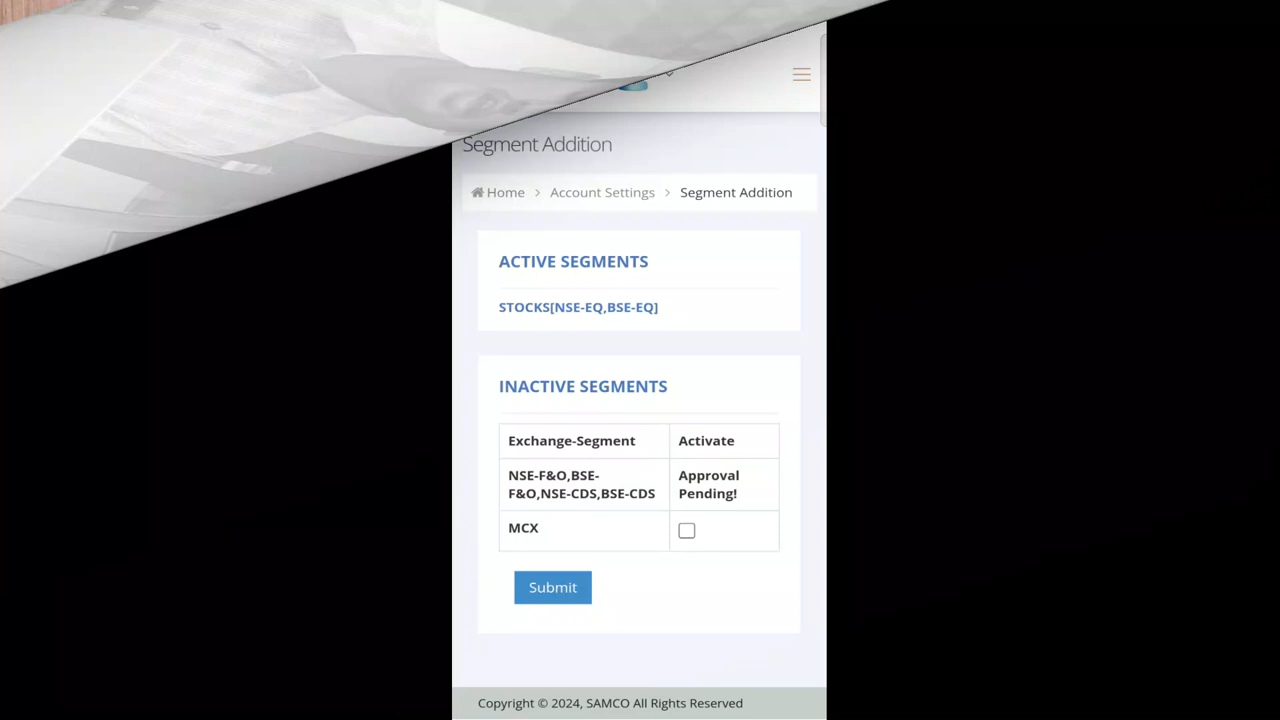 Segment Addition
Home > Account Settings > Segment Addition
ACTIVE SEGMENTS
STOCKS[NSE-EQ,BSE-EQ]
INACTIVE SEGMENTS
Exchange-Segment Activate
NSE-F&O,BSE- Approval
F&O,NSE-CDS,BSE-CDS Pending!
MCX
Submit
Copyright © 2024, SAMCO All Rights Reserved